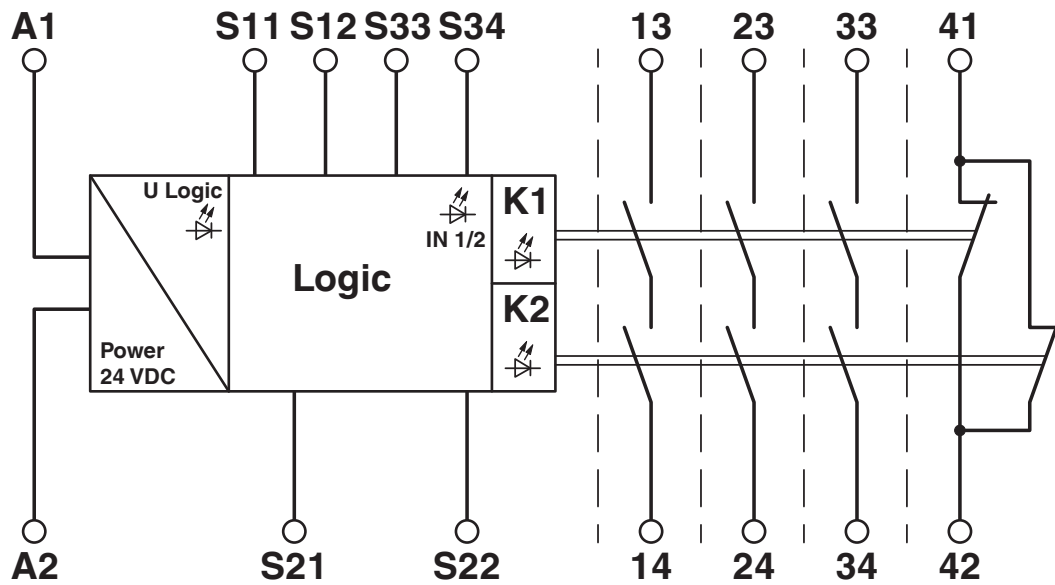 A1 S11 S12 S33 S34 13 23 33 41
U Logic
K1
IN 1/2
Logic
K2
Power
24 VDC
A2 S21 S22 14 24 34 42